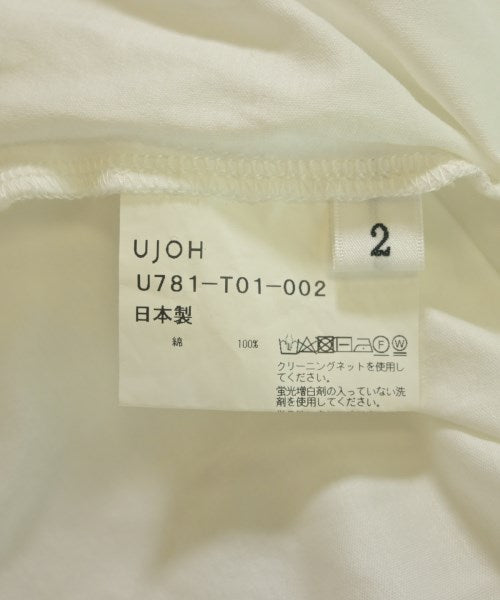 2
UJOH
U781-T01-002
日本製
綿 100%
F W
クリーニングネットを使用し
てください。
蛍光増白剤の入っていない洗
剤を使用してください。